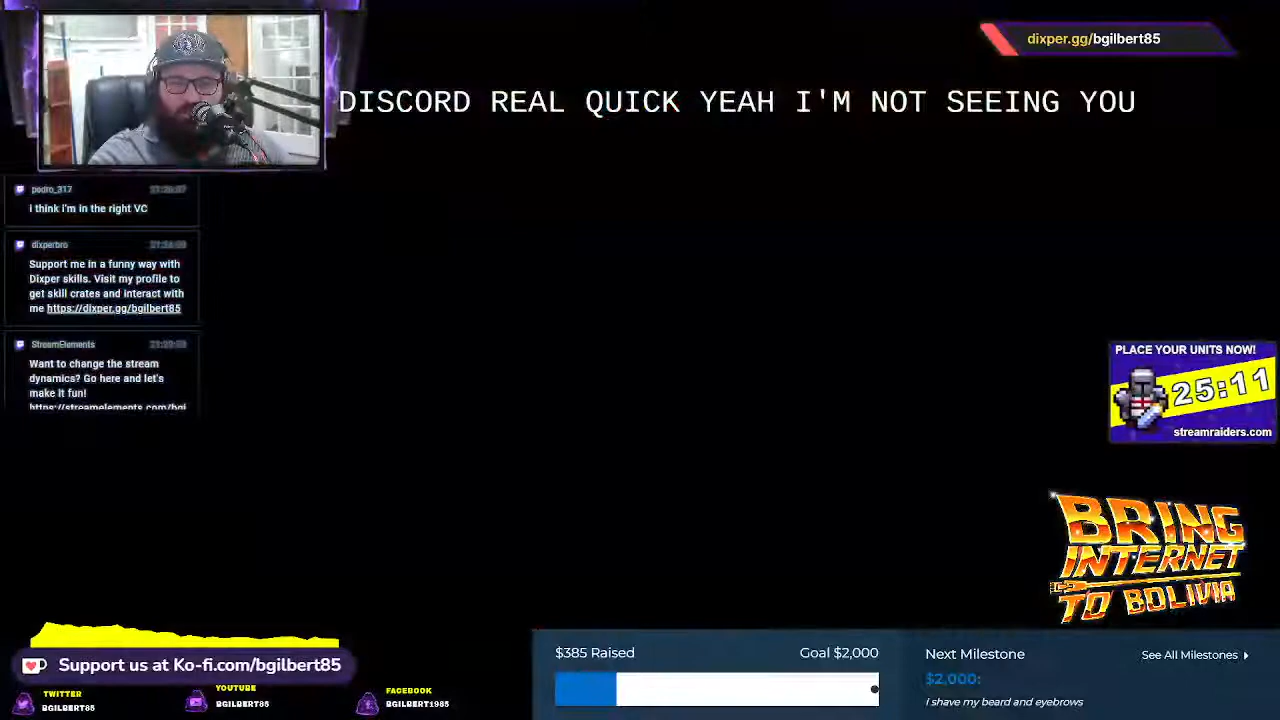 dixper.gg/bgilbert85
DISCORD REAL QUICK YEAH I'M NOT SEEING YOU
pedro_317
i think i'm in the right VC
dixperbro
Support me in a funny way with
Dixper skills. Visit my profile to
get skill crates and interact with
me https://dixper.gg/bgilbert85
StreamElements
Want to change the stream
dynamics? Go here and let's
make it fun!
https://streamelements.com/bgi
PLACE YOUR UNITS NOW!
25:11
streamraiders.com
BRING
INTERNET
TO BOLIVIA
Support us at Ko-fi.com/bgilbert85
TWITTER
BGILBERT85
YOUTUBE
BGILBERT85
FACEBOOK
BGILBERT1985
$385 Raised
Goal $2,000
Next Milestone
See All Milestones
$2,000:
I shave my beard and eyebrows